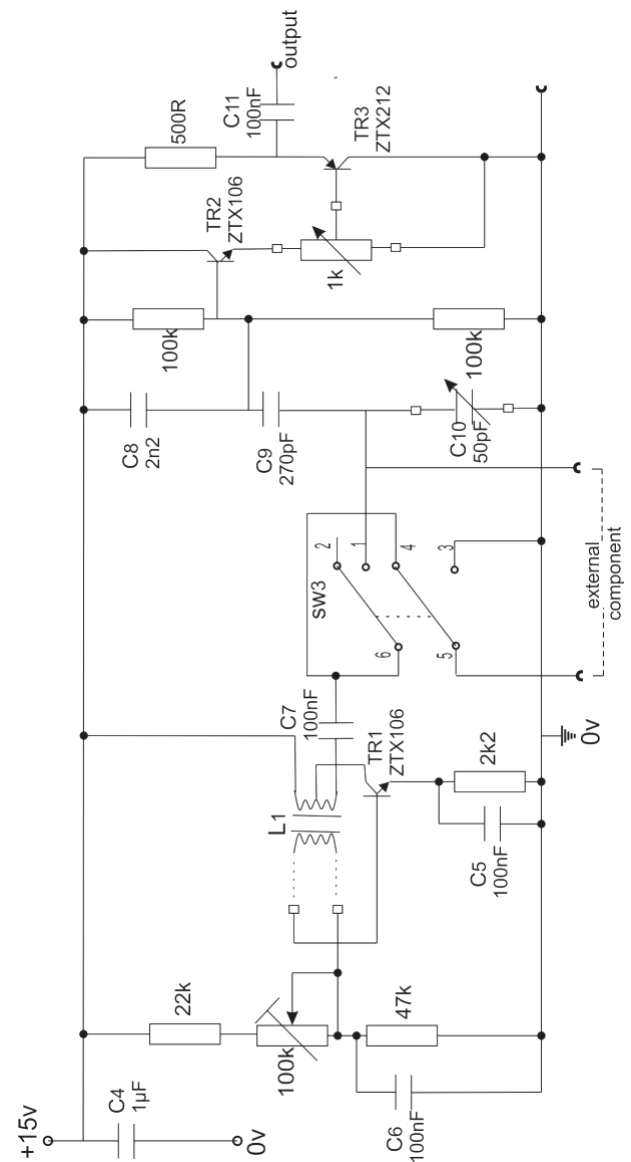 +15v
C4
1µF
0v
22k
100k
47k
C6
100nF
L1
C7
100nF
TR1
ZTX106
C5
100nF
2k2
0v
sw3
6
5
2
1
4
3
external
component
C8
2n2
C9
270pF
C10
50pF
100k
100k
TR2
ZTX106
1k
500R
C11
100nF
TR3
ZTX212
output